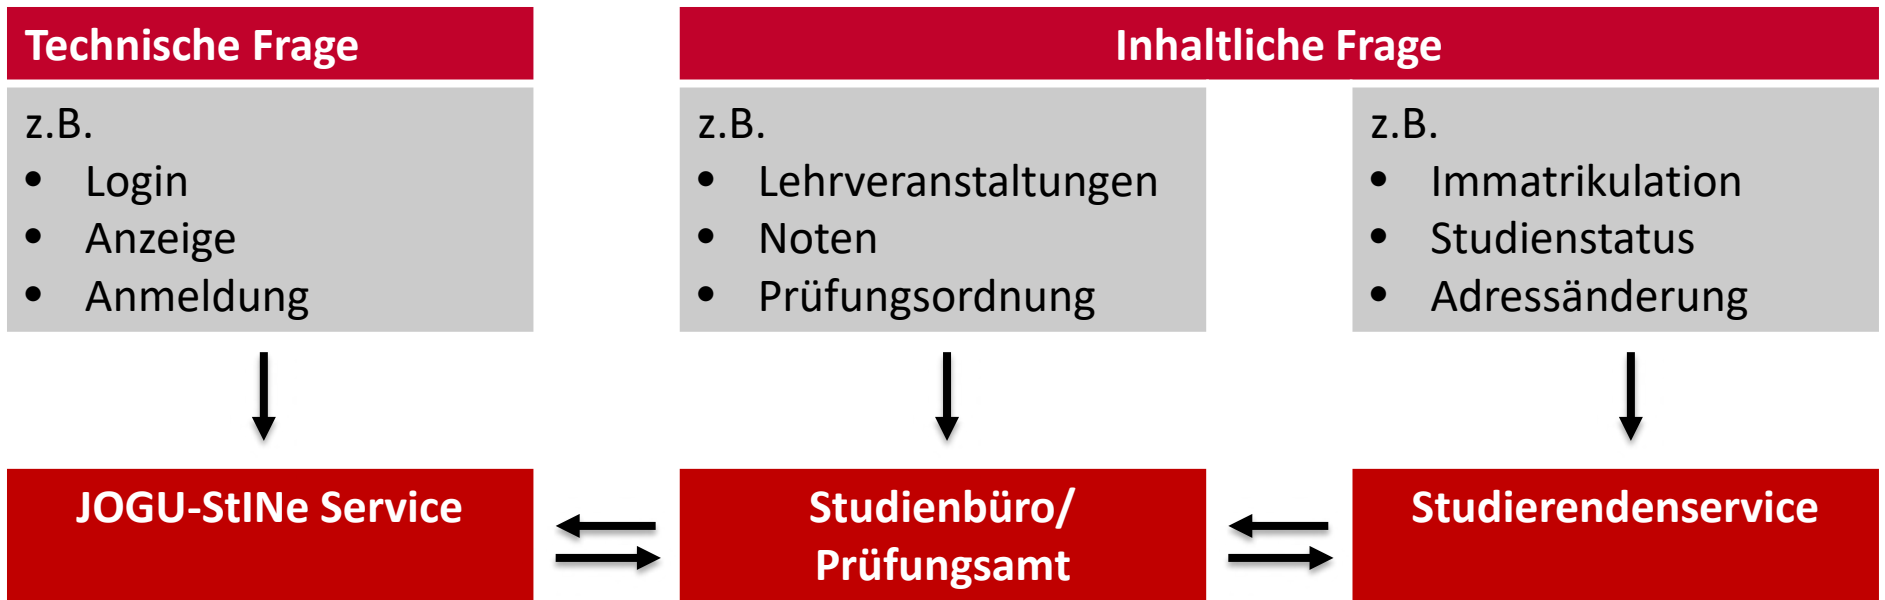 Technische Frage
z.B.
• Login
• Anzeige
• Anmeldung
JOGU-StINe Service
Inhaltliche Frage
z.B.
• Lehrveranstaltungen
• Noten
• Prüfungsordnung
Studienbüro/
Prüfungsamt
z.B.
• Immatrikulation
• Studienstatus
• Adressänderung
Studierendenservice